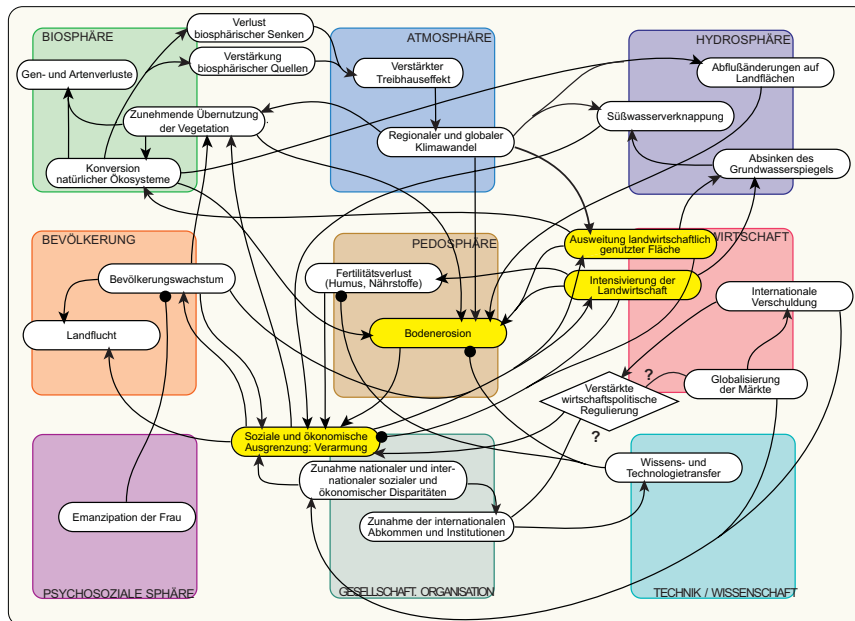 BIOSPHÄRE
Verlust
biosphärischer Senken
Verstärkung
biosphärischer Quellen
Gen- und Artenverluste
Zunehmende Übernutzung
der Vegetation
Konversion
natürlicher Ökosysteme
ATMOSPHÄRE
Verstärkter
Treibhauseffekt
Regionaler und globaler
Klimawandel
HYDROSPHÄRE
Abflußänderungen auf
Landflächen
Süßwasserverknappung
Absinken des
Grundwasserspiegels
BEVÖLKERUNG
Bevölkerungswachstum
Landflucht
PEDOSPHÄRE
Fertilitätsverlust
(Humus, Nährstoffe)
Bodenerosion
WIRTSCHAFT
Ausweitung landwirtschaftlich
genutzter Fläche
Intensivierung der
Landwirtschaft
Internationale
Verschuldung
?
Globalisierung
der Märkte
Verstärkte
wirtschaftspolitische
Regulierung
?
Soziale und ökonomische
Ausgrenzung: Verarmung
Zunahme nationaler und inter-
nationaler sozialer und
ökonomischer Disparitäten
Zunahme der internationalen
Abkommen und Institutionen
Wissens- und
Technologietransfer
Emanzipation der Frau
PSYCHOSOZIALE SPHÄRE
GESELLSCHAFT. ORGANISATION
TECHNIK / WISSENSCHAFT